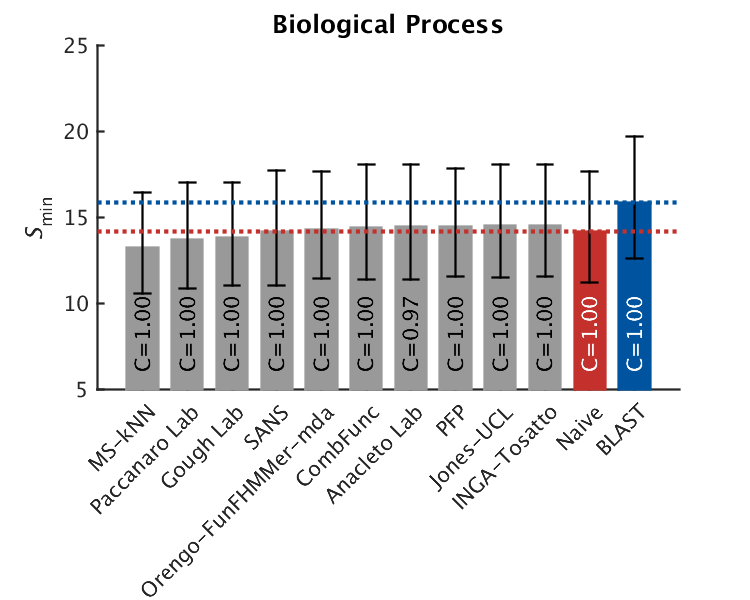 Biological Process
25
20
15
10
5
Smin
C=1.00
C=1.00
C=1.00
C=1.00
C=1.00
C=1.00
C=0.97
C=1.00
C=1.00
C=1.00
C=1.00
C=1.00
MS-kNN
Paccanaro Lab
Gough Lab
SANS
Orengo-FunFHMMer-mda
CombFunc
Anacleto Lab
PFP
Jones-UCL
INGA-Tosatto
Naive
BLAST